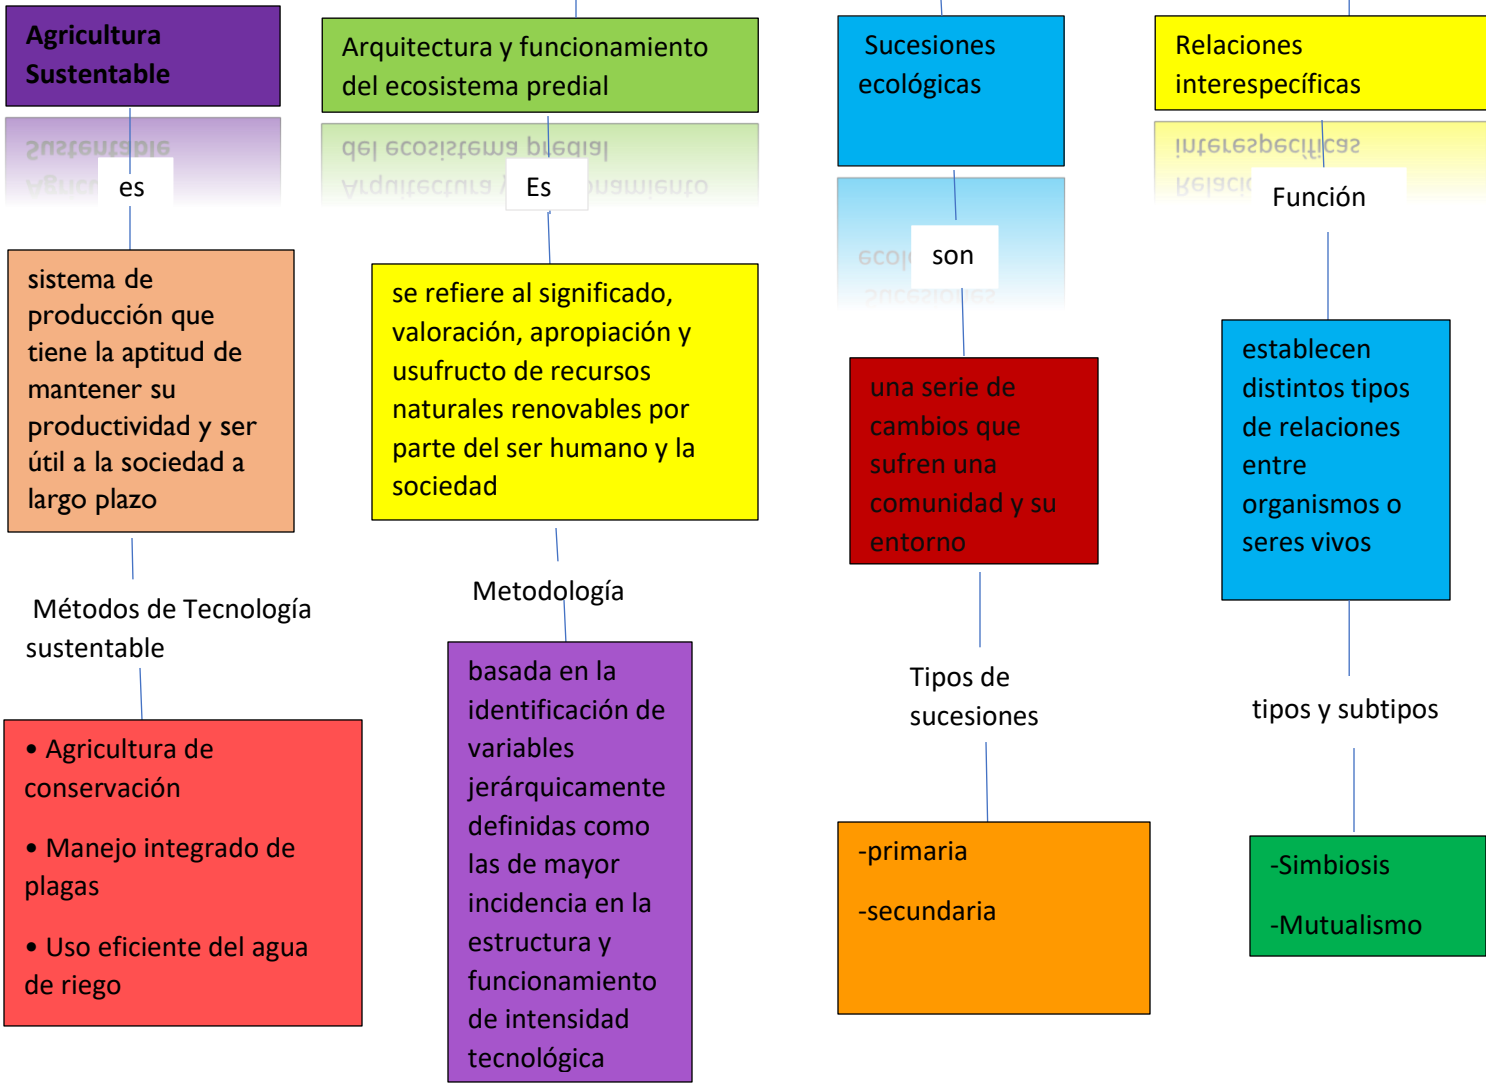 Agricultura
Sustentable
es
sistema de
producción que
tiene la aptitud de
mantener su
productividad y ser
útil a la sociedad a
largo plazo
Métodos de Tecnología
sustentable
• Agricultura de
conservación
• Manejo integrado de
plagas
• Uso eficiente del agua
de riego
Arquitectura y funcionamiento
del ecosistema predial
Es
se refiere al significado,
valoración, apropiación y
usufructo de recursos
naturales renovables por
parte del ser humano y la
sociedad
Metodología
basada en la
identificación de
variables
jerárquicamente
definidas como
las de mayor
incidencia en la
estructura y
funcionamiento
de intensidad
tecnológica
Sucesiones
ecológicas
son
una serie de
cambios que
sufren una
comunidad y su
entorno
Tipos de
sucesiones
-primaria
-secundaria
Relaciones
interespecíficas
Función
establecen
distintos tipos
de relaciones
entre
organismos o
seres vivos
tipos y subtipos
-Simbiosis
-Mutualismo